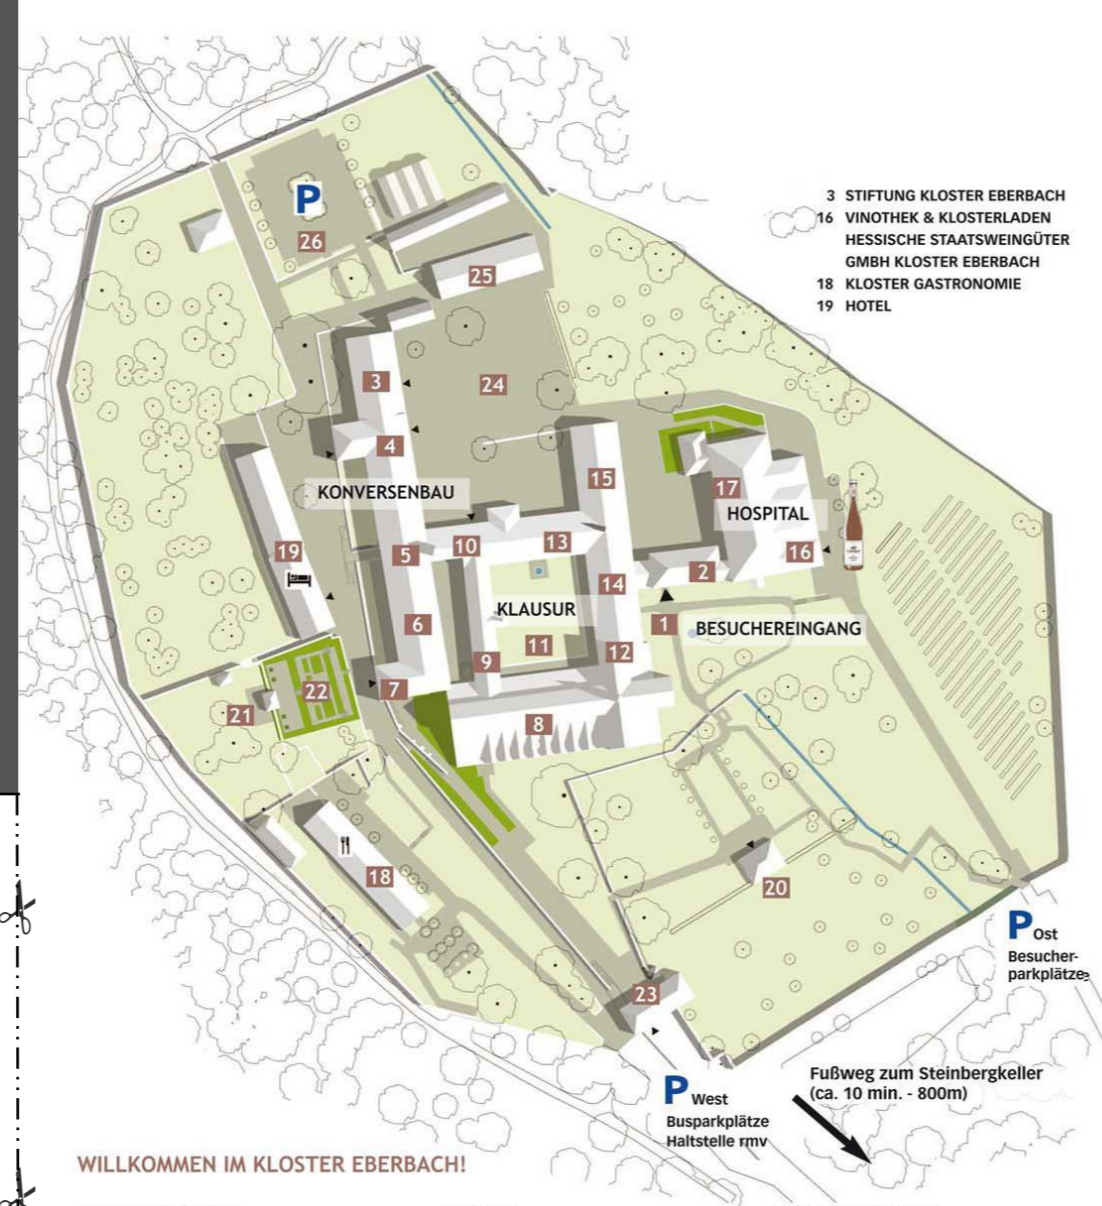 P
26
25
3 STIFTUNG KLOSTER EBERBACH
16 VINOTHEK & KLOSTERLADEN
HESSISCHE STAATSWEINGÜTER
GMBH KLOSTER EBERBACH
18 KLOSTER GASTRONOMIE
19 HOTEL
3
24
4
KONVERSENBAU
15
17
HOSPITAL
19
5
10
13
16
14
2
KLAUSUR
6
11
1
BESUCHEREINGANG
9
12
7
22
21
8
18
20
23
P Ost
Besucher-
parkplätze
P West
Busparkplätze
Haltstelle rmv
Fußweg zum Steinbergkeller
(ca. 10 min. - 800m)
WILLKOMMEN IM KLOSTER EBERBACH!